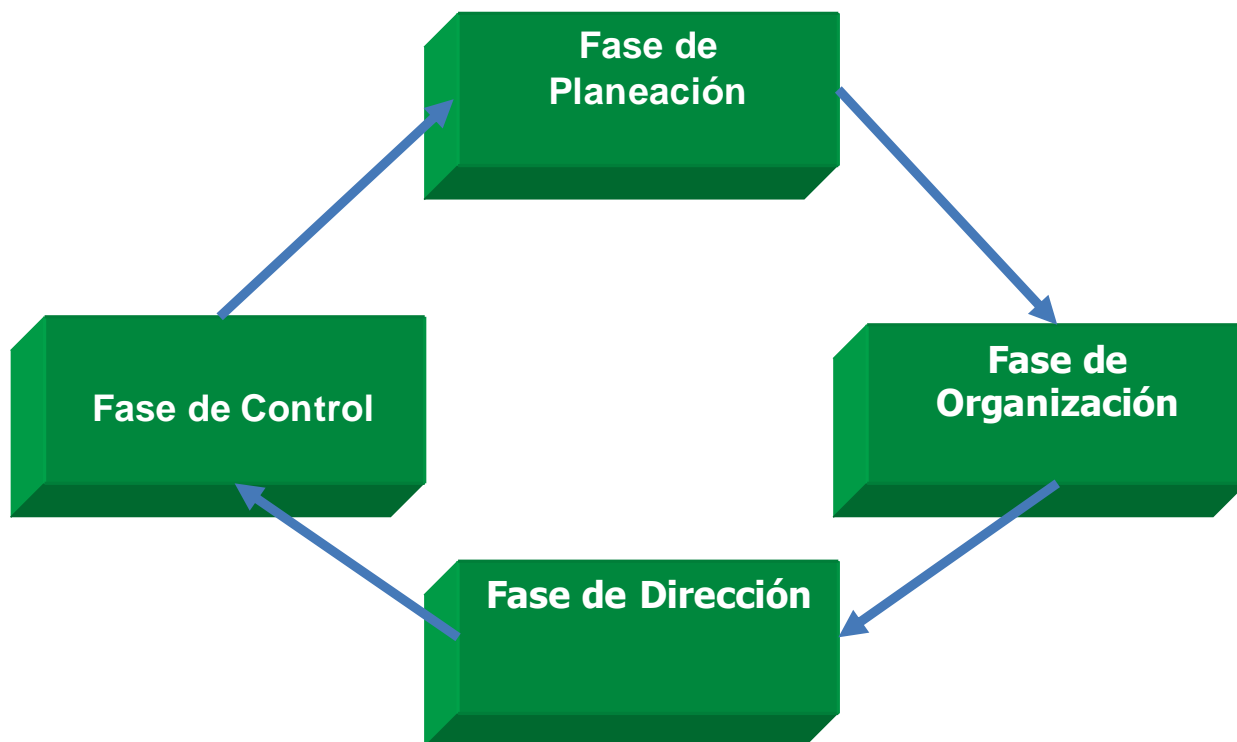 Fase de
Planeación
Fase de
Organización
Fase de Control
Fase de Dirección